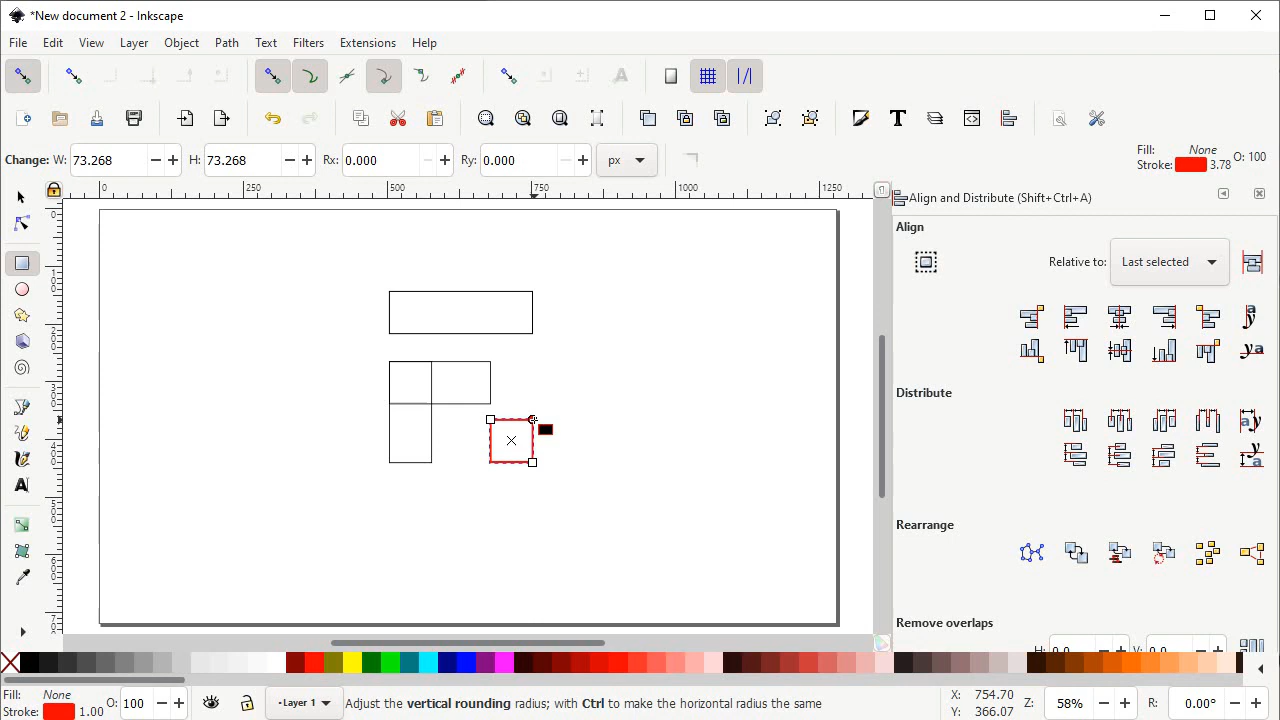 *New document 2 - Inkscape
File Edit View Layer Object Path Text Filters Extensions Help
Change: W: 73.268 H: 73.268 Rx: 0.000 Ry: 0.000 px
Fill: None
Stroke: 3.78
O: 100
0 250 500 750 1000 1250
Align and Distribute (Shift+Ctrl+A)
Align
Relative to: Last selected
Distribute
Rearrange
Remove overlaps
H: 0.0 V: 0.0
Fill: None
Stroke: 1.00
O: 100
Layer 1
Adjust the vertical rounding radius; with Ctrl to make the horizontal radius the same
X: 754.70
Y: 366.07
Z: 58%
R: 0.00°